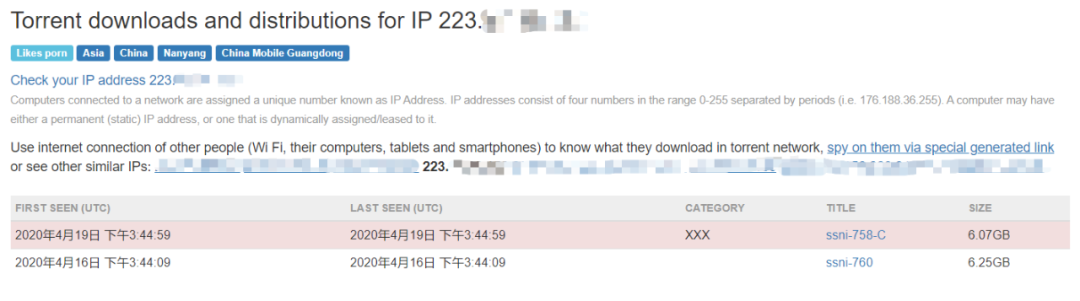 Torrent downloads and distributions for IP 223.
Likes porn Asia China Nanyang China Mobile Guangdong
Check your IP address 223.
Computers connected to a network are assigned a unique number known as IP Address. IP addresses consist of four numbers in the range 0-255 separated by periods (i.e. 176.188.36.255). A computer may have
either a permanent (static) IP address, or one that is dynamically assigned/leased to it.
Use internet connection of other people (Wi Fi, their computers, tablets and smartphones) to know what they download in torrent network, spy on them via special generated link
or see other similar IPs: 223.
FIRST SEEN (UTC) LAST SEEN (UTC) CATEGORY TITLE SIZE
2020年4月19日 下午3:44:59 2020年4月19日 下午3:44:59 XXX ssni-758-C 6.07GB
2020年4月16日 下午3:44:09 2020年4月16日 下午3:44:09 ssni-760 6.25GB